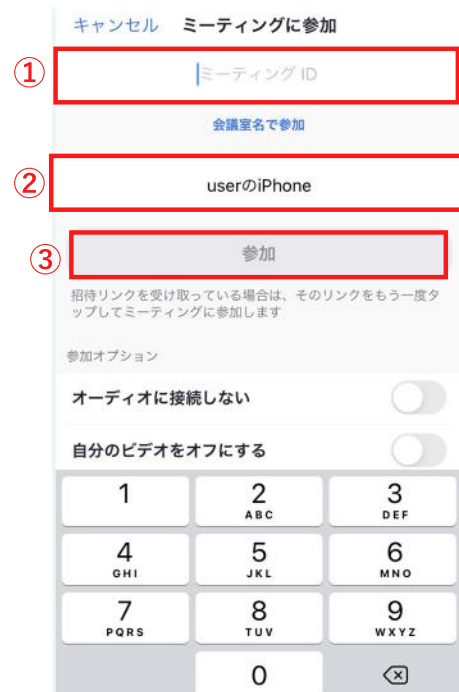 キャンセル ミーティングに参加
①
ミーティング ID
会議室名で参加
②
userのiPhone
③
参加
招待リンクを受け取っている場合は、そのリンクをもう一度タ
ップしてミーティングに参加します
参加オプション
オーディオに接続しない
自分のビデオをオフにする
1 2 3
ABC DEF
4 5 6
GHI JKL MNO
7 8 9
PQRS TUV WXYZ
0